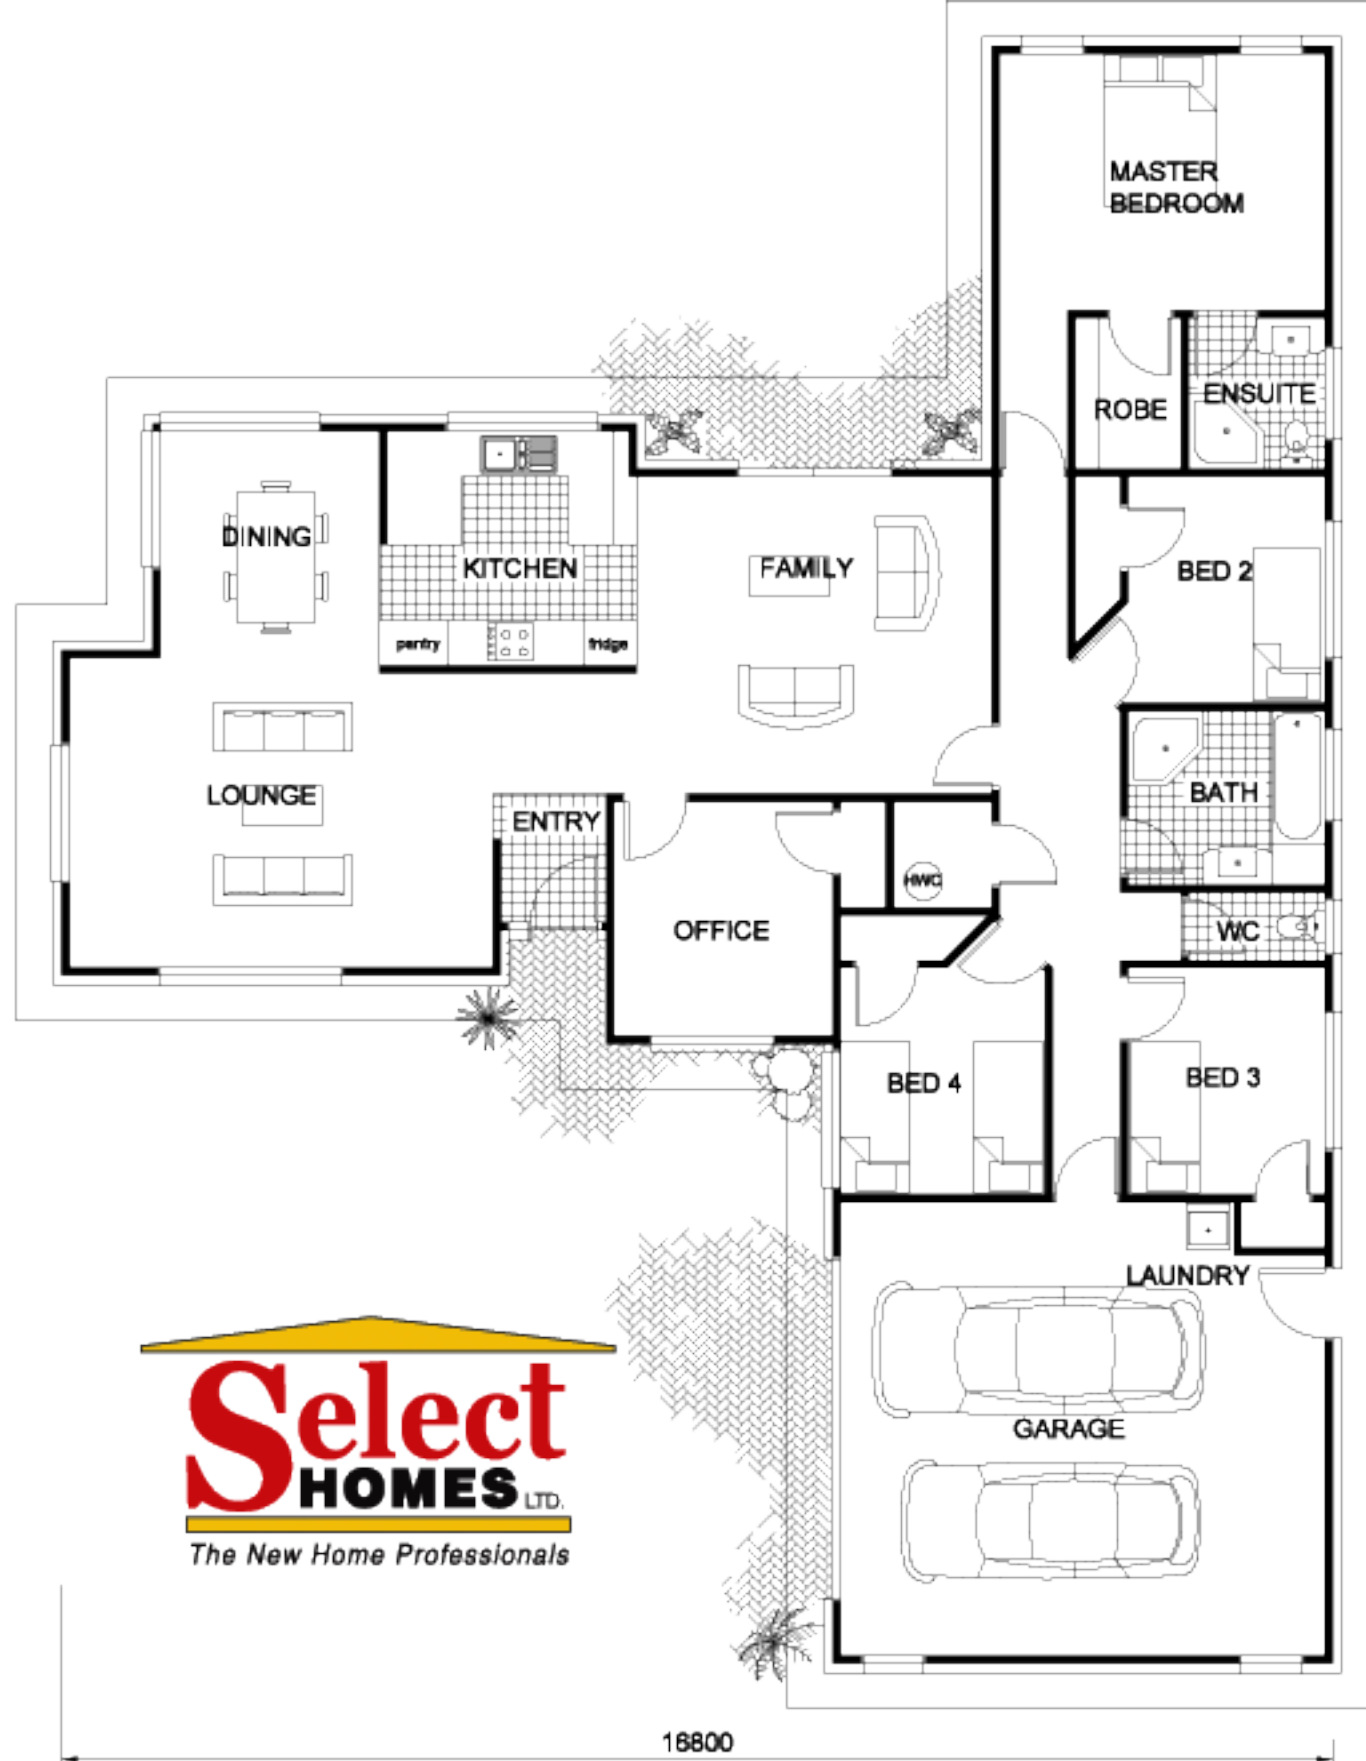 MASTER
BEDROOM
ROBE
ENSUITE
DINING
KITCHEN
FAMILY
BED 2
pantry
fridge
LOUNGE
ENTRY
BATH
HWC
OFFICE
WC
BED 4
BED 3
LAUNDRY
GARAGE
Select
HOMES LTD.
The New Home Professionals
16800